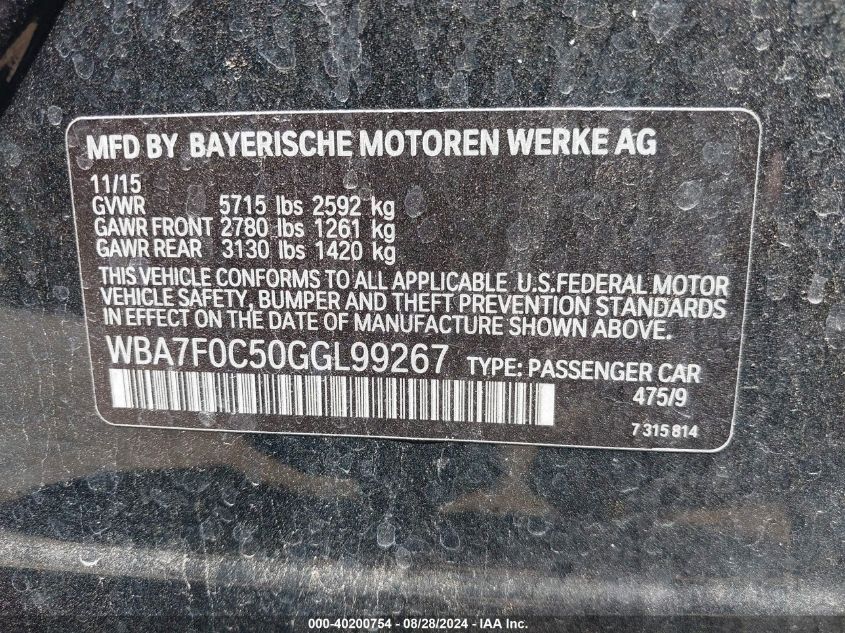 MFD BY BAYERISCHE MOTOREN WERKE AG
11/15
GVWR 5715 lbs 2592 kg
GAWR FRONT 2780 lbs 1261 kg
GAWR REAR 3130 lbs 1420 kg
THIS VEHICLE CONFORMS TO ALL APPLICABLE U.S.FEDERAL MOTOR
VEHICLE SAFETY, BUMPER AND THEFT PREVENTION STANDARDS
IN EFFECT ON THE DATE OF MANUFACTURE SHOWN ABOVE.
WBA7F0C50GGL99267 TYPE: PASSENGER CAR
475/9
7 315 814
000-40200754 - 08/28/2024 - IAA Inc.